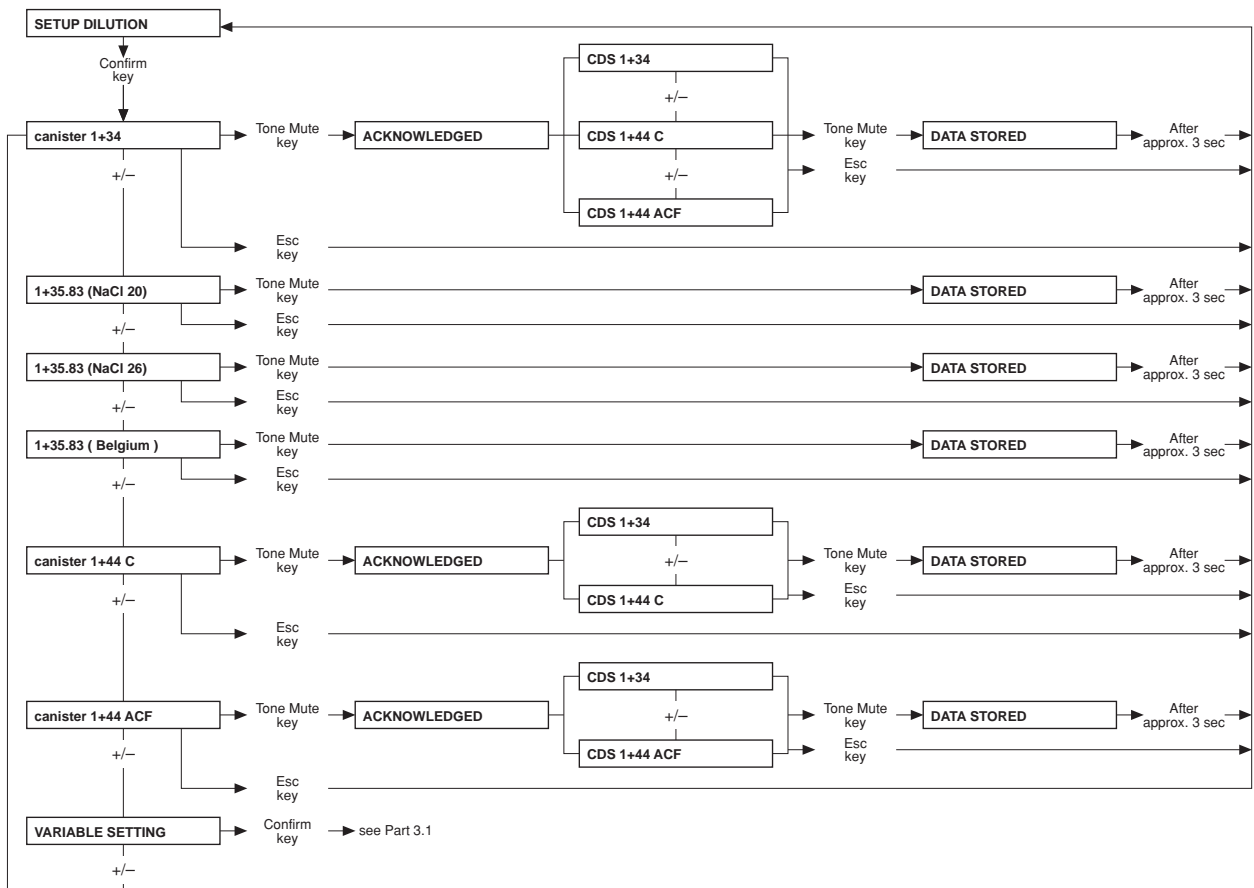 SETUP DILUTION
Confirm
key
CDS 1+34
+/–
canister 1+34
Tone Mute
key
ACKNOWLEDGED
CDS 1+44 C
Tone Mute
key
DATA STORED
After
approx. 3 sec
+/–
+/–
Esc
key
CDS 1+44 ACF
Esc
key
1+35.83 (NaCl 20)
Tone Mute
key
DATA STORED
After
approx. 3 sec
+/–
Esc
key
1+35.83 (NaCl 26)
Tone Mute
key
DATA STORED
After
approx. 3 sec
+/–
Esc
key
1+35.83 ( Belgium )
Tone Mute
key
DATA STORED
After
approx. 3 sec
+/–
Esc
key
CDS 1+34
canister 1+44 C
Tone Mute
key
ACKNOWLEDGED
+/–
Tone Mute
key
DATA STORED
After
approx. 3 sec
+/–
CDS 1+44 C
Esc
key
Esc
key
CDS 1+34
canister 1+44 ACF
Tone Mute
key
ACKNOWLEDGED
+/–
Tone Mute
key
DATA STORED
After
approx. 3 sec
+/–
CDS 1+44 ACF
Esc
key
Esc
key
VARIABLE SETTING
Confirm
key
see Part 3.1
+/–